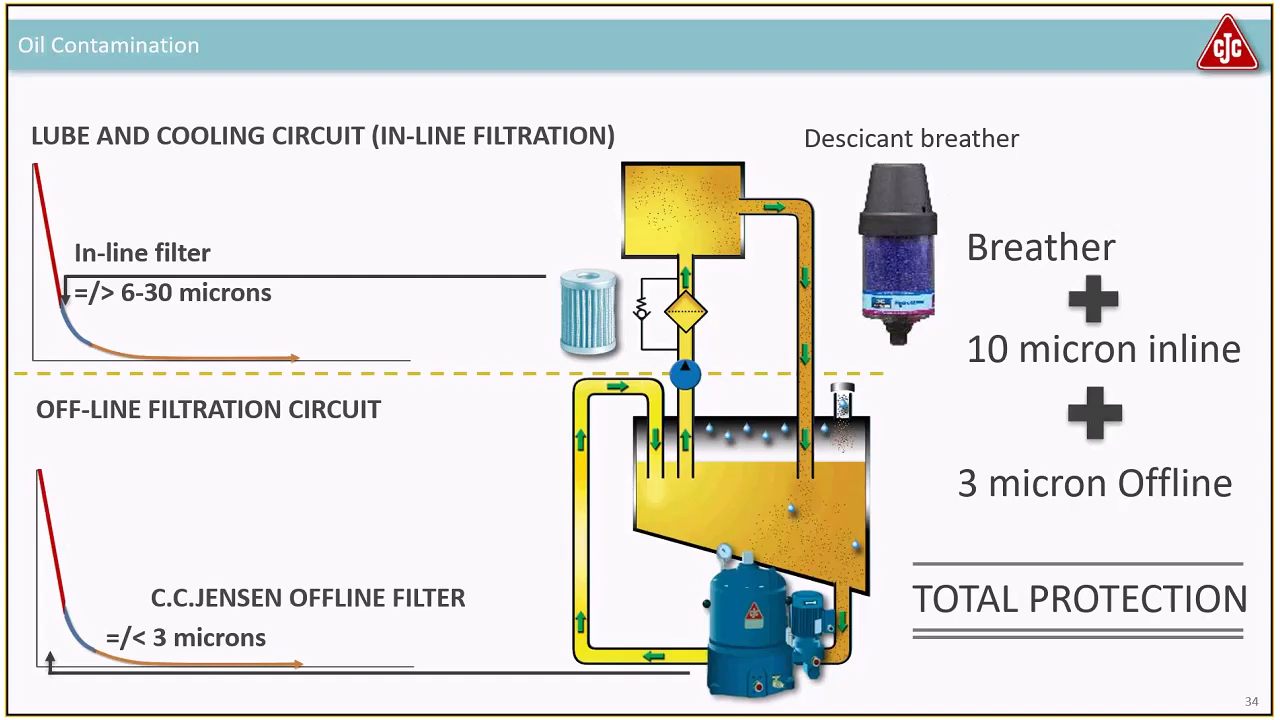 Oil Contamination
CJC
LUBE AND COOLING CIRCUIT (IN-LINE FILTRATION)
Descicant breather
In-line filter
=/> 6-30 microns
Breather
10 micron inline
OFF-LINE FILTRATION CIRCUIT
3 micron Offline
C.C.JENSEN OFFLINE FILTER
=/< 3 microns
TOTAL PROTECTION
34